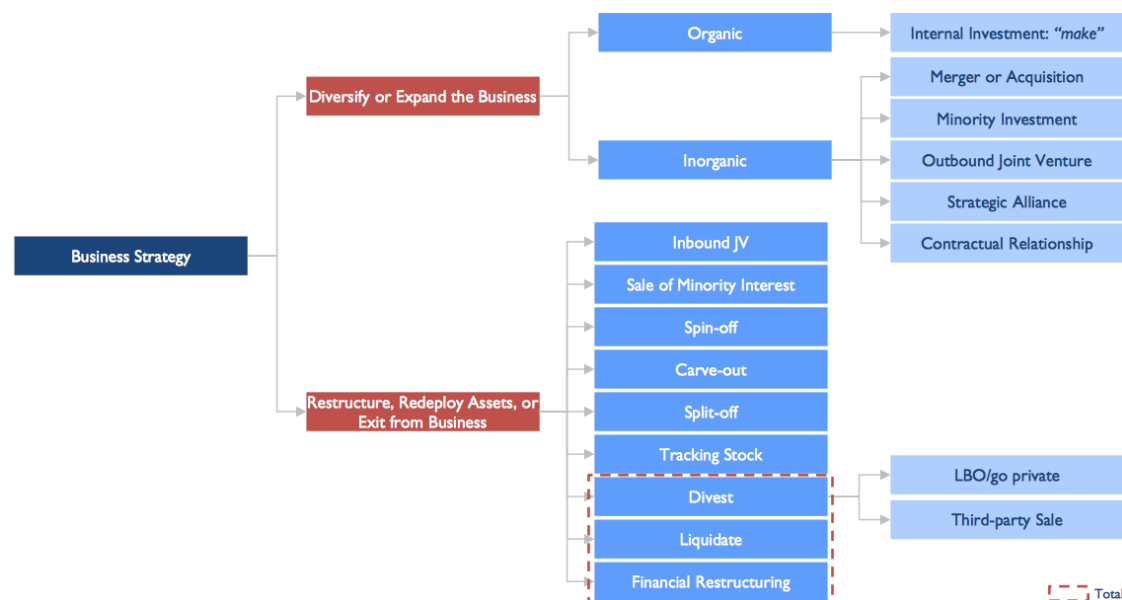 Organic
Internal Investment: “make”
Diversify or Expand the Business
Merger or Acquisition
Minority Investment
Inorganic
Outbound Joint Venture
Strategic Alliance
Contractual Relationship
Business Strategy
Inbound JV
Sale of Minority Interest
Spin-off
Carve-out
Restructure, Redeploy Assets, or
Exit from Business
Split-off
Tracking Stock
Divest
LBO/go private
Third-party Sale
Liquidate
Financial Restructuring
Total